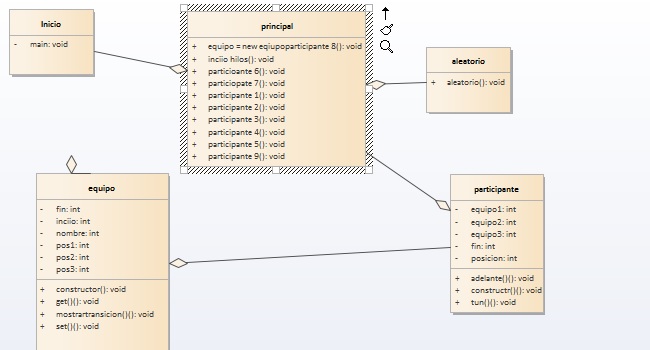 Inicio
- main: void
principal
+ equipo = new eqiupoparticipante 8(): void
+ inciio hilos(): void
+ particioante 6(): void
+ particiopate 7(): void
+ participante 1(): void
+ participante 2(): void
+ participante 3(): void
+ participante 4(): void
+ participante 5(): void
+ participante 9(): void
aleatorio
+ aleatorio(): void
equipo
- fin: int
- inciio: int
- nombre: int
- pos1: int
- pos2: int
- pos3: int
+ constructor(): void
+ get()(): void
+ mostrartransicion()(): void
+ set()(): void
participante
- equipo1: int
- equipo2: int
- equipo3: int
- fin: int
- posicion: int
+ adelante()(): void
+ constructr()(): void
+ tun()(): void